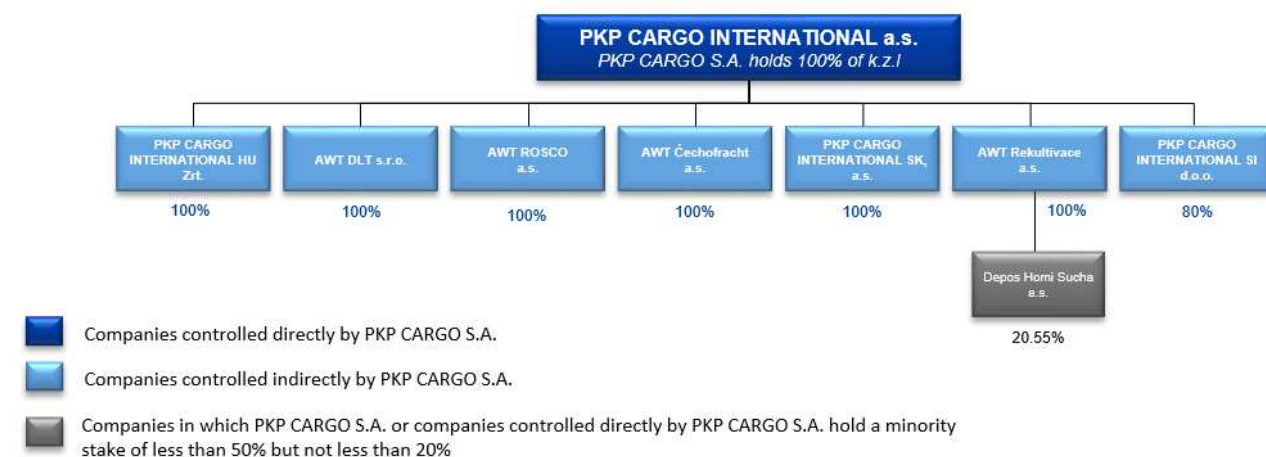 PKP CARGO INTERNATIONAL a.s.
PKP CARGO S.A. holds 100% of k.z.l
PKP CARGO
INTERNATIONAL HU
Zrt.
100%
AWT DLT s.r.o.
100%
AWT ROSCO
a.s.
100%
AWT Čechofracht
a.s.
100%
PKP CARGO
INTERNATIONAL SK,
a.s.
100%
AWT Rekultivace
a.s.
100%
PKP CARGO
INTERNATIONAL SI
d.o.o.
80%
Depos Horni Sucha
a.s.
20.55%
Companies controlled directly by PKP CARGO S.A.
Companies controlled indirectly by PKP CARGO S.A.
Companies in which PKP CARGO S.A. or companies controlled directly by PKP CARGO S.A. hold a minority
stake of less than 50% but not less than 20%